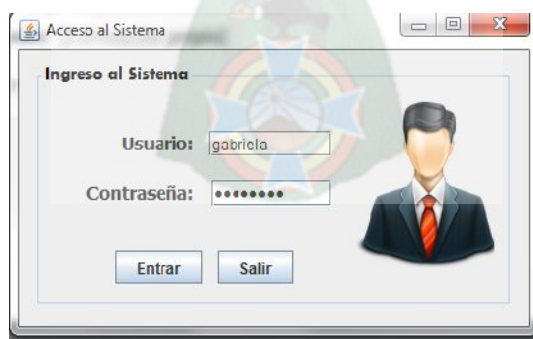 Acceso al Sistema
Ingreso al Sistema
Usuario: gabriela
Contraseña: ••••••••
Entrar Salir